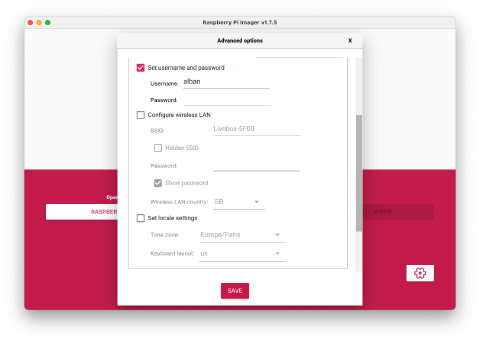 Raspberry Pi Imager v1.7.5
Advanced options
X
Set username and password
Username: alban
Password:
Configure wireless LAN
SSID: Livebox-5F00
Hidden SSID
Password:
Show password
Wireless LAN country: GB
Set locale settings
Time zone: Europe/Paris
Keyboard layout: us
Oper
RASPBER
WRITE
SAVE